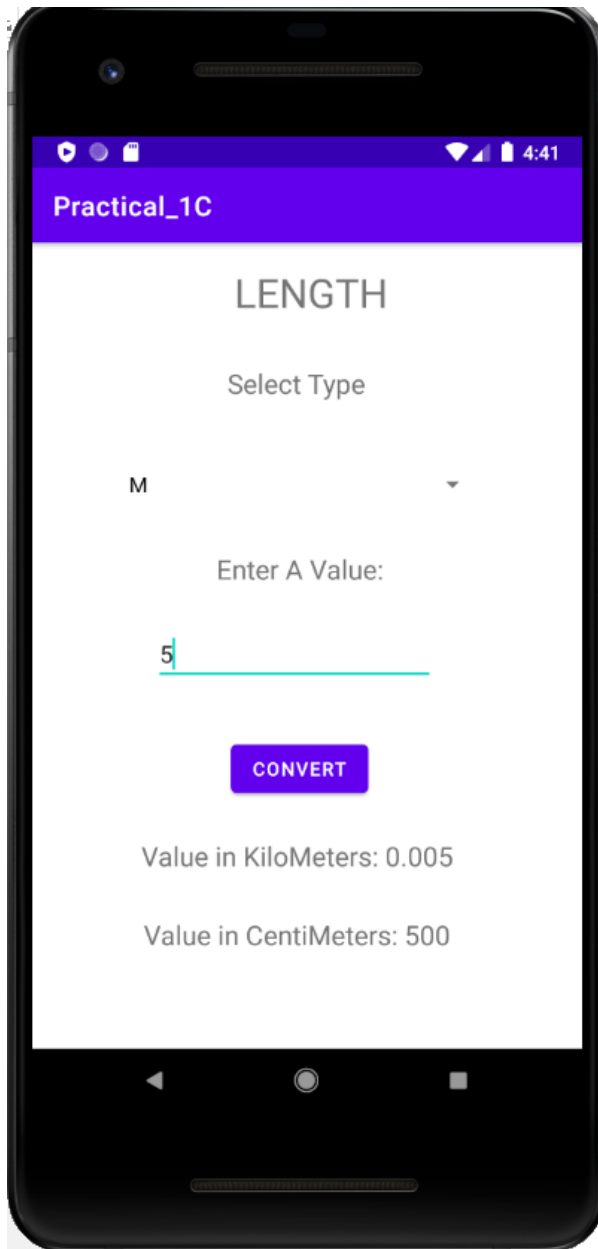 4:41
Practical_1C
LENGTH
Select Type
M
Enter A Value:
5
CONVERT
Value in KiloMeters: 0.005
Value in CentiMeters: 500